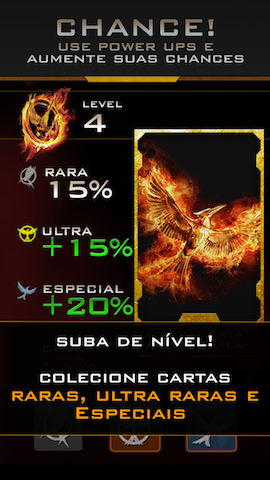 CHANCE!
USE POWER UPS E
AUMENTE SUAS CHANCES
LEVEL
4
RARA
15%
ULTRA
+15%
ESPECIAL
+20%
SUBA DE NÍVEL!
COLECIONE CARTAS
RARAS, ULTRA RARAS E
ESPECIAIS